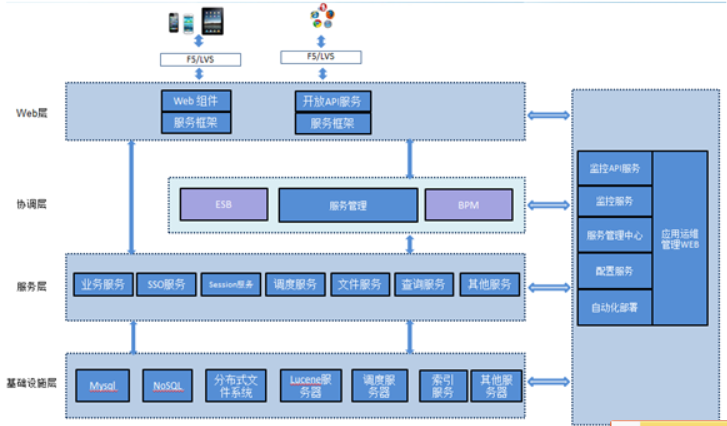 F5/LVS
F5/LVS
Web层
Web 组件
服务框架
开放API服务
服务框架
协调层
ESB
服务管理
BPM
服务层
业务服务
SSO服务
Session服务
调度服务
文件服务
查询服务
其他服务
基础设施层
Mysql
NoSQL
分布式文
件系统
Lucene服
务器
调度服
务器
索引
服务
其他服
务器
监控API服务
监控服务
服务管理中心
配置服务
自动化部署
应用运维
管理WEB